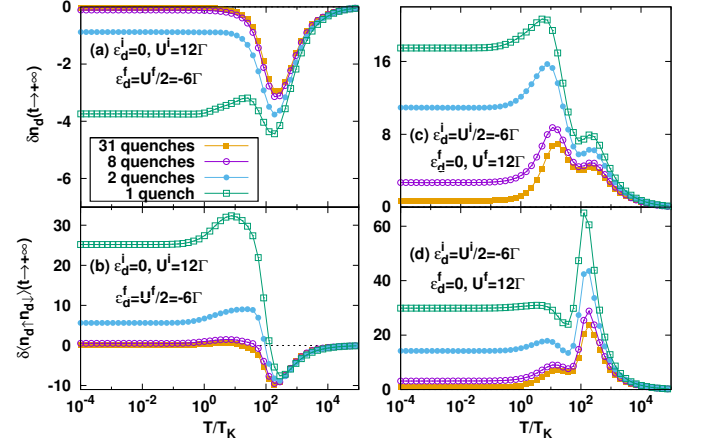 0
-2
-4
-6
δn_d(t→+∞)
(a) ε_d^i=0, U^i=12Γ
ε_d^f=U^f/2=-6Γ
31 quenches
8 quenches
2 quenches
1 quench
16
8
0
(c) ε_d^i=U^i/2=-6Γ
ε_d^f=0, U^f=12Γ
30
20
10
0
-10
δ⟨n_d↑n_d↓⟩(t→+∞)
(b) ε_d^i=0, U^i=12Γ
ε_d^f=U^f/2=-6Γ
10^-4 10^-2 10^0 10^2 10^4
T/T_K
60
40
20
0
(d) ε_d^i=U^i/2=-6Γ
ε_d^f=0, U^f=12Γ
10^-4 10^-2 10^0 10^2 10^4
T/T_K